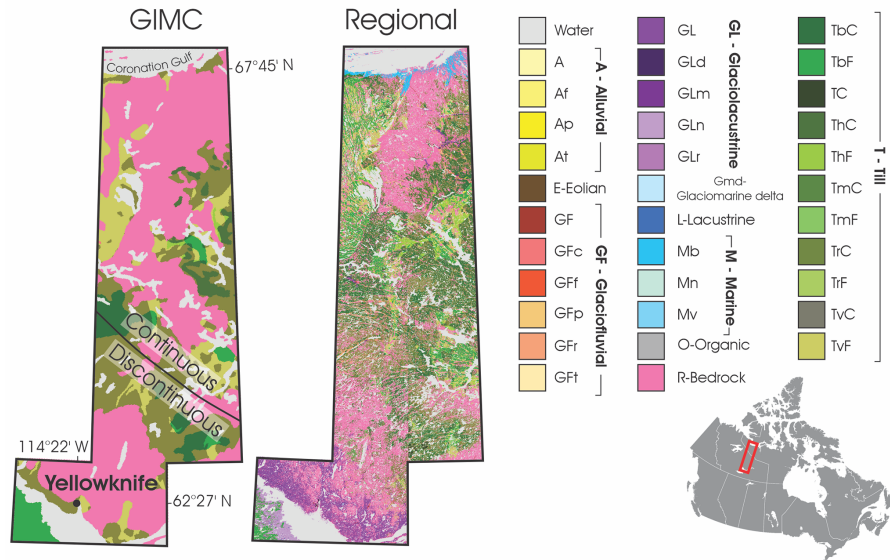 GIMC
Regional
Coronation Gulf
67°45' N
Continuous
Discontinuous
114°22' W
Yellowknife
62°27' N
Water
A
Af
Ap
At
A - Alluvial
E-Eolian
GF
GFc
GFf
GFp
GFr
GFt
GF - Glaciofluvial
GL
GLd
GLm
GLn
GLr
GL - Glaciolacustrine
Gmd-
Glaciomarine delta
L-Lacustrine
Mb
Mn
Mv
M - Marine
O-Organic
R-Bedrock
TbC
TbF
TC
ThC
ThF
TmC
TmF
TrC
TrF
TvC
TvF
T - Till